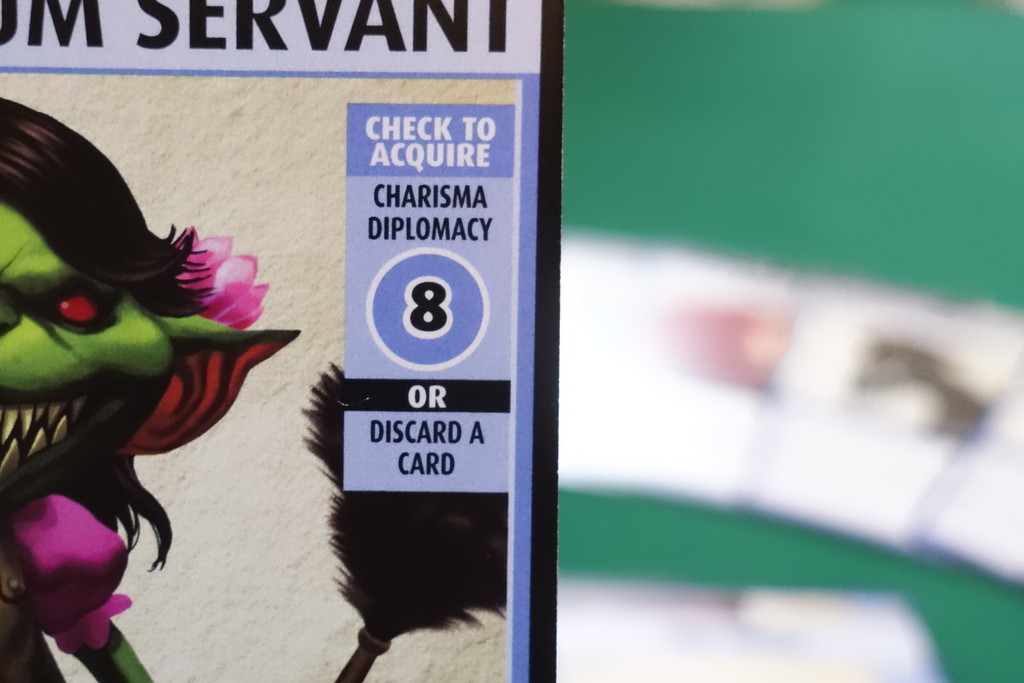 UM SERVANT
CHECK TO
ACQUIRE
CHARISMA
DIPLOMACY
8
OR
DISCARD A
CARD